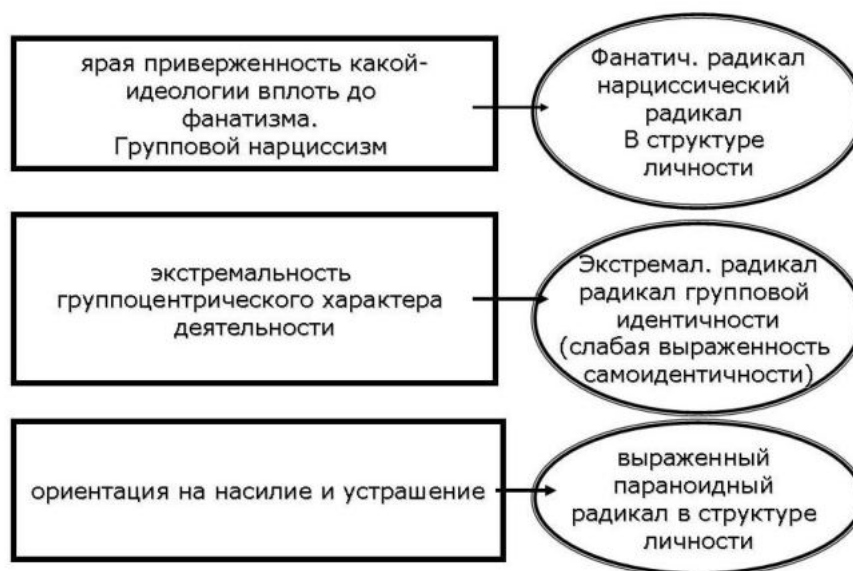 ярая приверженность какой-
идеологии вплоть до
фанатизма.
Групповой нарциссизм
Фанатич. радикал
нарциссический
радикал
В структуре
личности
экстремальность
группоцентрического характера
деятельности
Экстремал. радикал
радикал групповой
идентичности
(слабая выраженность
самоидентичности)
ориентация на насилие и устрашение
выраженный
параноидный
радикал в структуре
личности